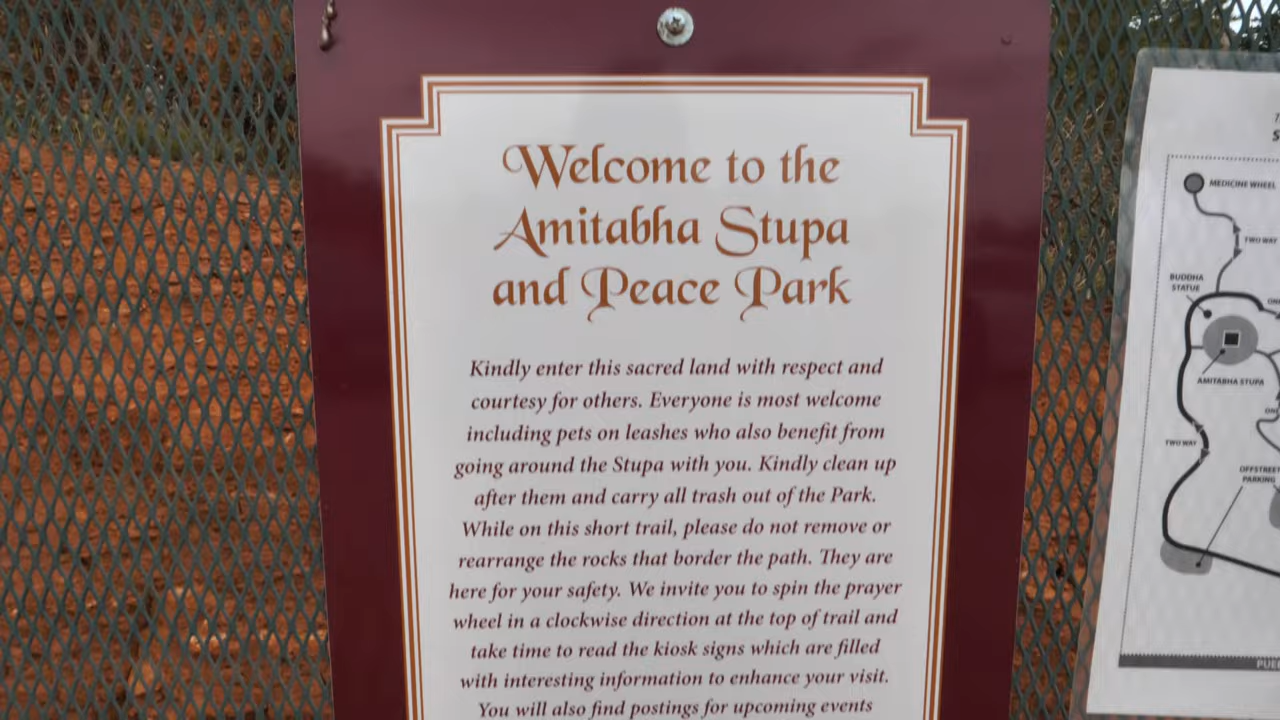 Welcome to the
Amitabha Stupa
and Peace Park
Kindly enter this sacred land with respect and
courtesy for others. Everyone is most welcome
including pets on leashes who also benefit from
going around the Stupa with you. Kindly clean up
after them and carry all trash out of the Park.
While on this short trail, please do not remove or
rearrange the rocks that border the path. They are
here for your safety. We invite you to spin the prayer
wheel in a clockwise direction at the top of trail and
take time to read the kiosk signs which are filled
with interesting information to enhance your visit.
You will also find postings for upcoming events
MEDICINE WHEEL
TWO WAY
BUDDHA
STATUE
AMITABHA STUPA
TWO WAY
OFFSTREET
PARKING